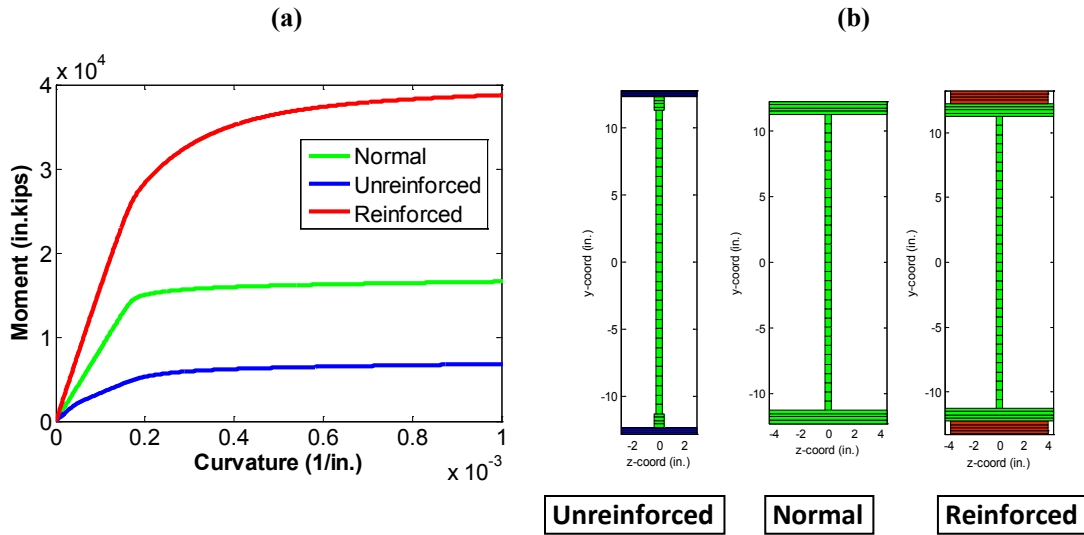 (a)
(b)
x 10^4
4
3
2
1
0
Moment (in.kips)
0 0.2 0.4 0.6 0.8 1
Curvature (1/in.)
x 10^-3
Normal
Unreinforced
Reinforced
10
5
0
-5
-10
y-coord (in.)
-2 0 2
z-coord (in.)
Unreinforced
10
5
0
-5
-10
y-coord (in.)
-4 -2 0 2 4
z-coord (in.)
Normal
10
5
0
-5
-10
y-coord (in.)
-4 -2 0 2 4
z-coord (in.)
Reinforced